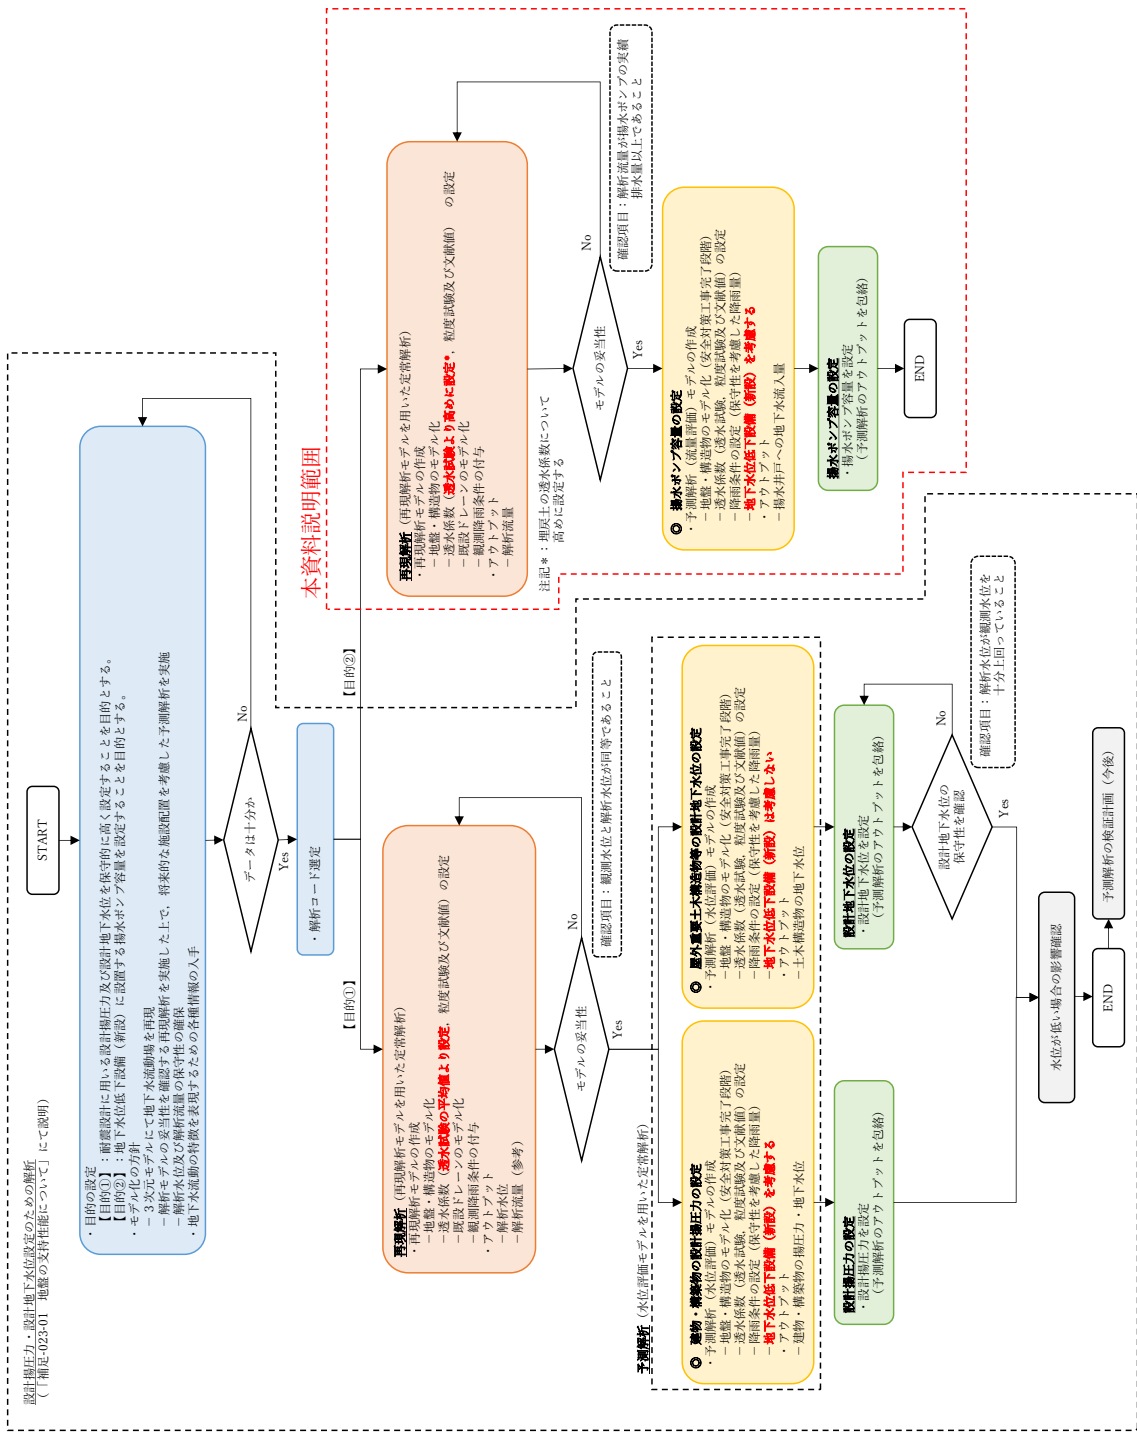 設計揚圧力・設計地下水位設定のための解析
(「補足-023-01 地盤の支持性能について」にて説明)
START
・目的の設定
【目的①】:耐震設計に用いる設計揚圧力及び設計地下水位を保守的に高く設定することを目的とする。
【目的②】:地下水位低下設備(新設)に設置する揚水ポンプ容量を設定することを目的とする。
・モデル化の方針
－3次元モデルにて地下水流動場を再現
－解析モデルの妥当性を確認する再現解析を実施した上で、将来的な施設配置を考慮した予測解析を実施
－解析水位及び解析流量の保守性の確保
・地下水流動の特徴を表現するための各種情報の入手
データは十分か
No
Yes
・解析コード選定
【目的①】
【目的②】
再現解析(再現解析モデルを用いた定常解析)
・再現解析モデルの作成
－地盤・構造物のモデル化
－透水係数(透水試験の平均値より設定，粒度試験及び文献値)の設定
－既設ドレーンのモデル化
－観測降雨条件の付与
・アウトプット
－解析水位
－解析流量(参考)
モデルの妥当性
No
Yes
確認項目:観測水位と解析水位が同等であること
予測解析(水位評価モデルを用いた定常解析)
◎ 建物・構築物の設計揚圧力の設定
・予測解析(水位評価)モデルの作成
－地盤・構造物のモデル化(安全対策工事完了段階)
－透水係数(透水試験，粒度試験及び文献値)の設定
－降雨条件の設定(保守性を考慮した降雨量)
－地下水位低下設備(新設)を考慮する
・アウトプット
－建物・構築物の揚圧力・地下水位
◎ 屋外重要土木構造物等の設計地下水位の設定
・予測解析(水位評価)モデルの作成
－地盤・構造物のモデル化(安全対策工事完了段階)
－透水係数(透水試験，粒度試験及び文献値)の設定
－降雨条件の設定(保守性を考慮した降雨量)
－地下水位低下設備(新設)は考慮しない
・アウトプット
－土木構造物の地下水位
設計揚圧力の設定
・設計揚圧力を設定
(予測解析のアウトプットを包絡)
設計地下水位の設定
・設計地下水位を設定
(予測解析のアウトプットを包絡)
設計地下水位の
保守性を確認
No
Yes
確認項目:解析水位が観測水位を
十分上回っていること
水位が低い場合の影響確認
END
予測解析の検証計画(今後)
本資料説明範囲
再現解析(再現解析モデルを用いた定常解析)
・再現解析モデルの作成
－地盤・構造物のモデル化
－透水係数(透水試験より高めに設定*，粒度試験及び文献値) の設定
－既設ドレーンのモデル化
－観測降雨条件の付与
・アウトプット
－解析流量
注記*:埋戻土の透水係数について
高めに設定する
モデルの妥当性
No
Yes
確認項目:解析流量が揚水ポンプの実績
排水量以上であること
◎ 揚水ポンプ容量の設定
・予測解析(流量評価)モデルの作成
－地盤・構造物のモデル化(安全対策工事完了段階)
－透水係数(透水試験，粒度試験及び文献値)の設定
－降雨条件の設定(保守性を考慮した降雨量)
－地下水位低下設備(新設)を考慮する
・アウトプット
－揚水井戸への地下水流入量
揚水ポンプ容量の設定
・揚水ポンプ容量を設定
(予測解析のアウトプットを包絡)
END